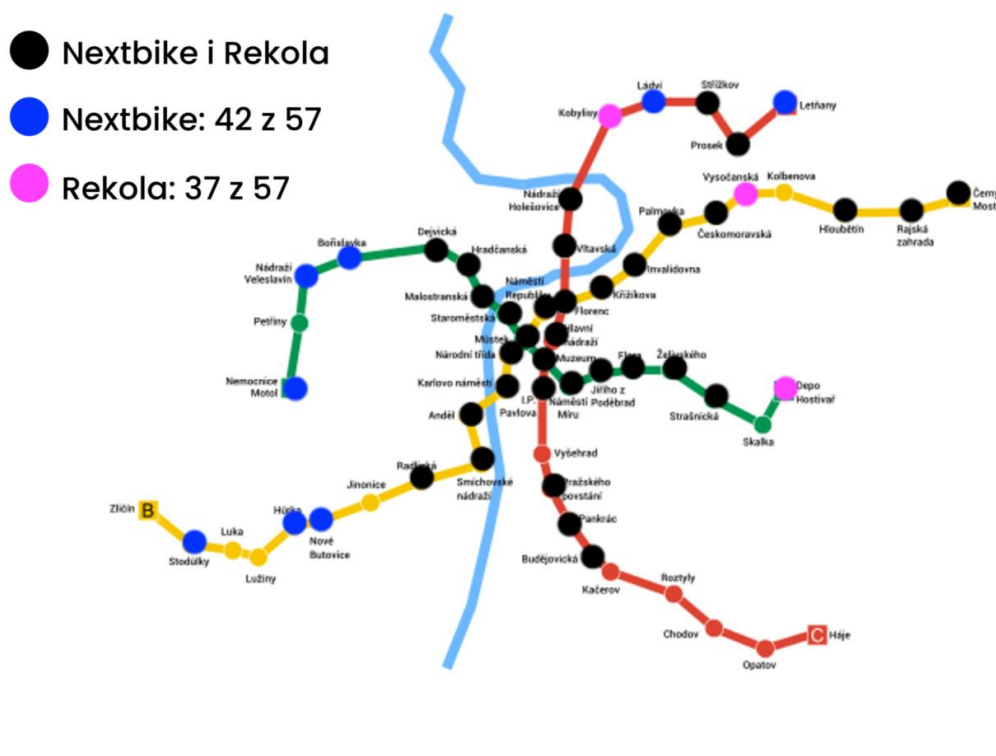 Nextbike i Rekola
Nextbike: 42 z 57
Rekola: 37 z 57
Ládví
Střížkov
Kobylisy
Letňany
Prosek
Vysočanská
Kolbenova
Nádraží
Holešovice
Palmovka
Českomoravská
Hloubětín
Rajská
zahrada
Černý
Most
Dejvická
Bořislavka
Hradčanská
Vltavská
Nádraží
Veleslavín
Invalidovna
Náměstí
Republiky
Malostranská
Křižíkova
Florenc
Staroměstská
Petřiny
Hlavní
nádraží
Můstek
Národní třída
Muzeum
Flora
Želivského
Nemocnice
Motol
Karlovo náměstí
Jiřího z
Poděbrad
Depo
Hostivař
I.P.
Pavlova
Náměstí
Míru
Anděl
Strašnická
Skalka
Vyšehrad
Radlická
Smíchovské
nádraží
Pražského
povstání
Jinonice
Zličín
B
Hůrka
Pankrác
Luka
Nové
Butovice
Stodůlky
Budějovická
Lužiny
Kačerov
Roztyly
Chodov
C
Háje
Opatov